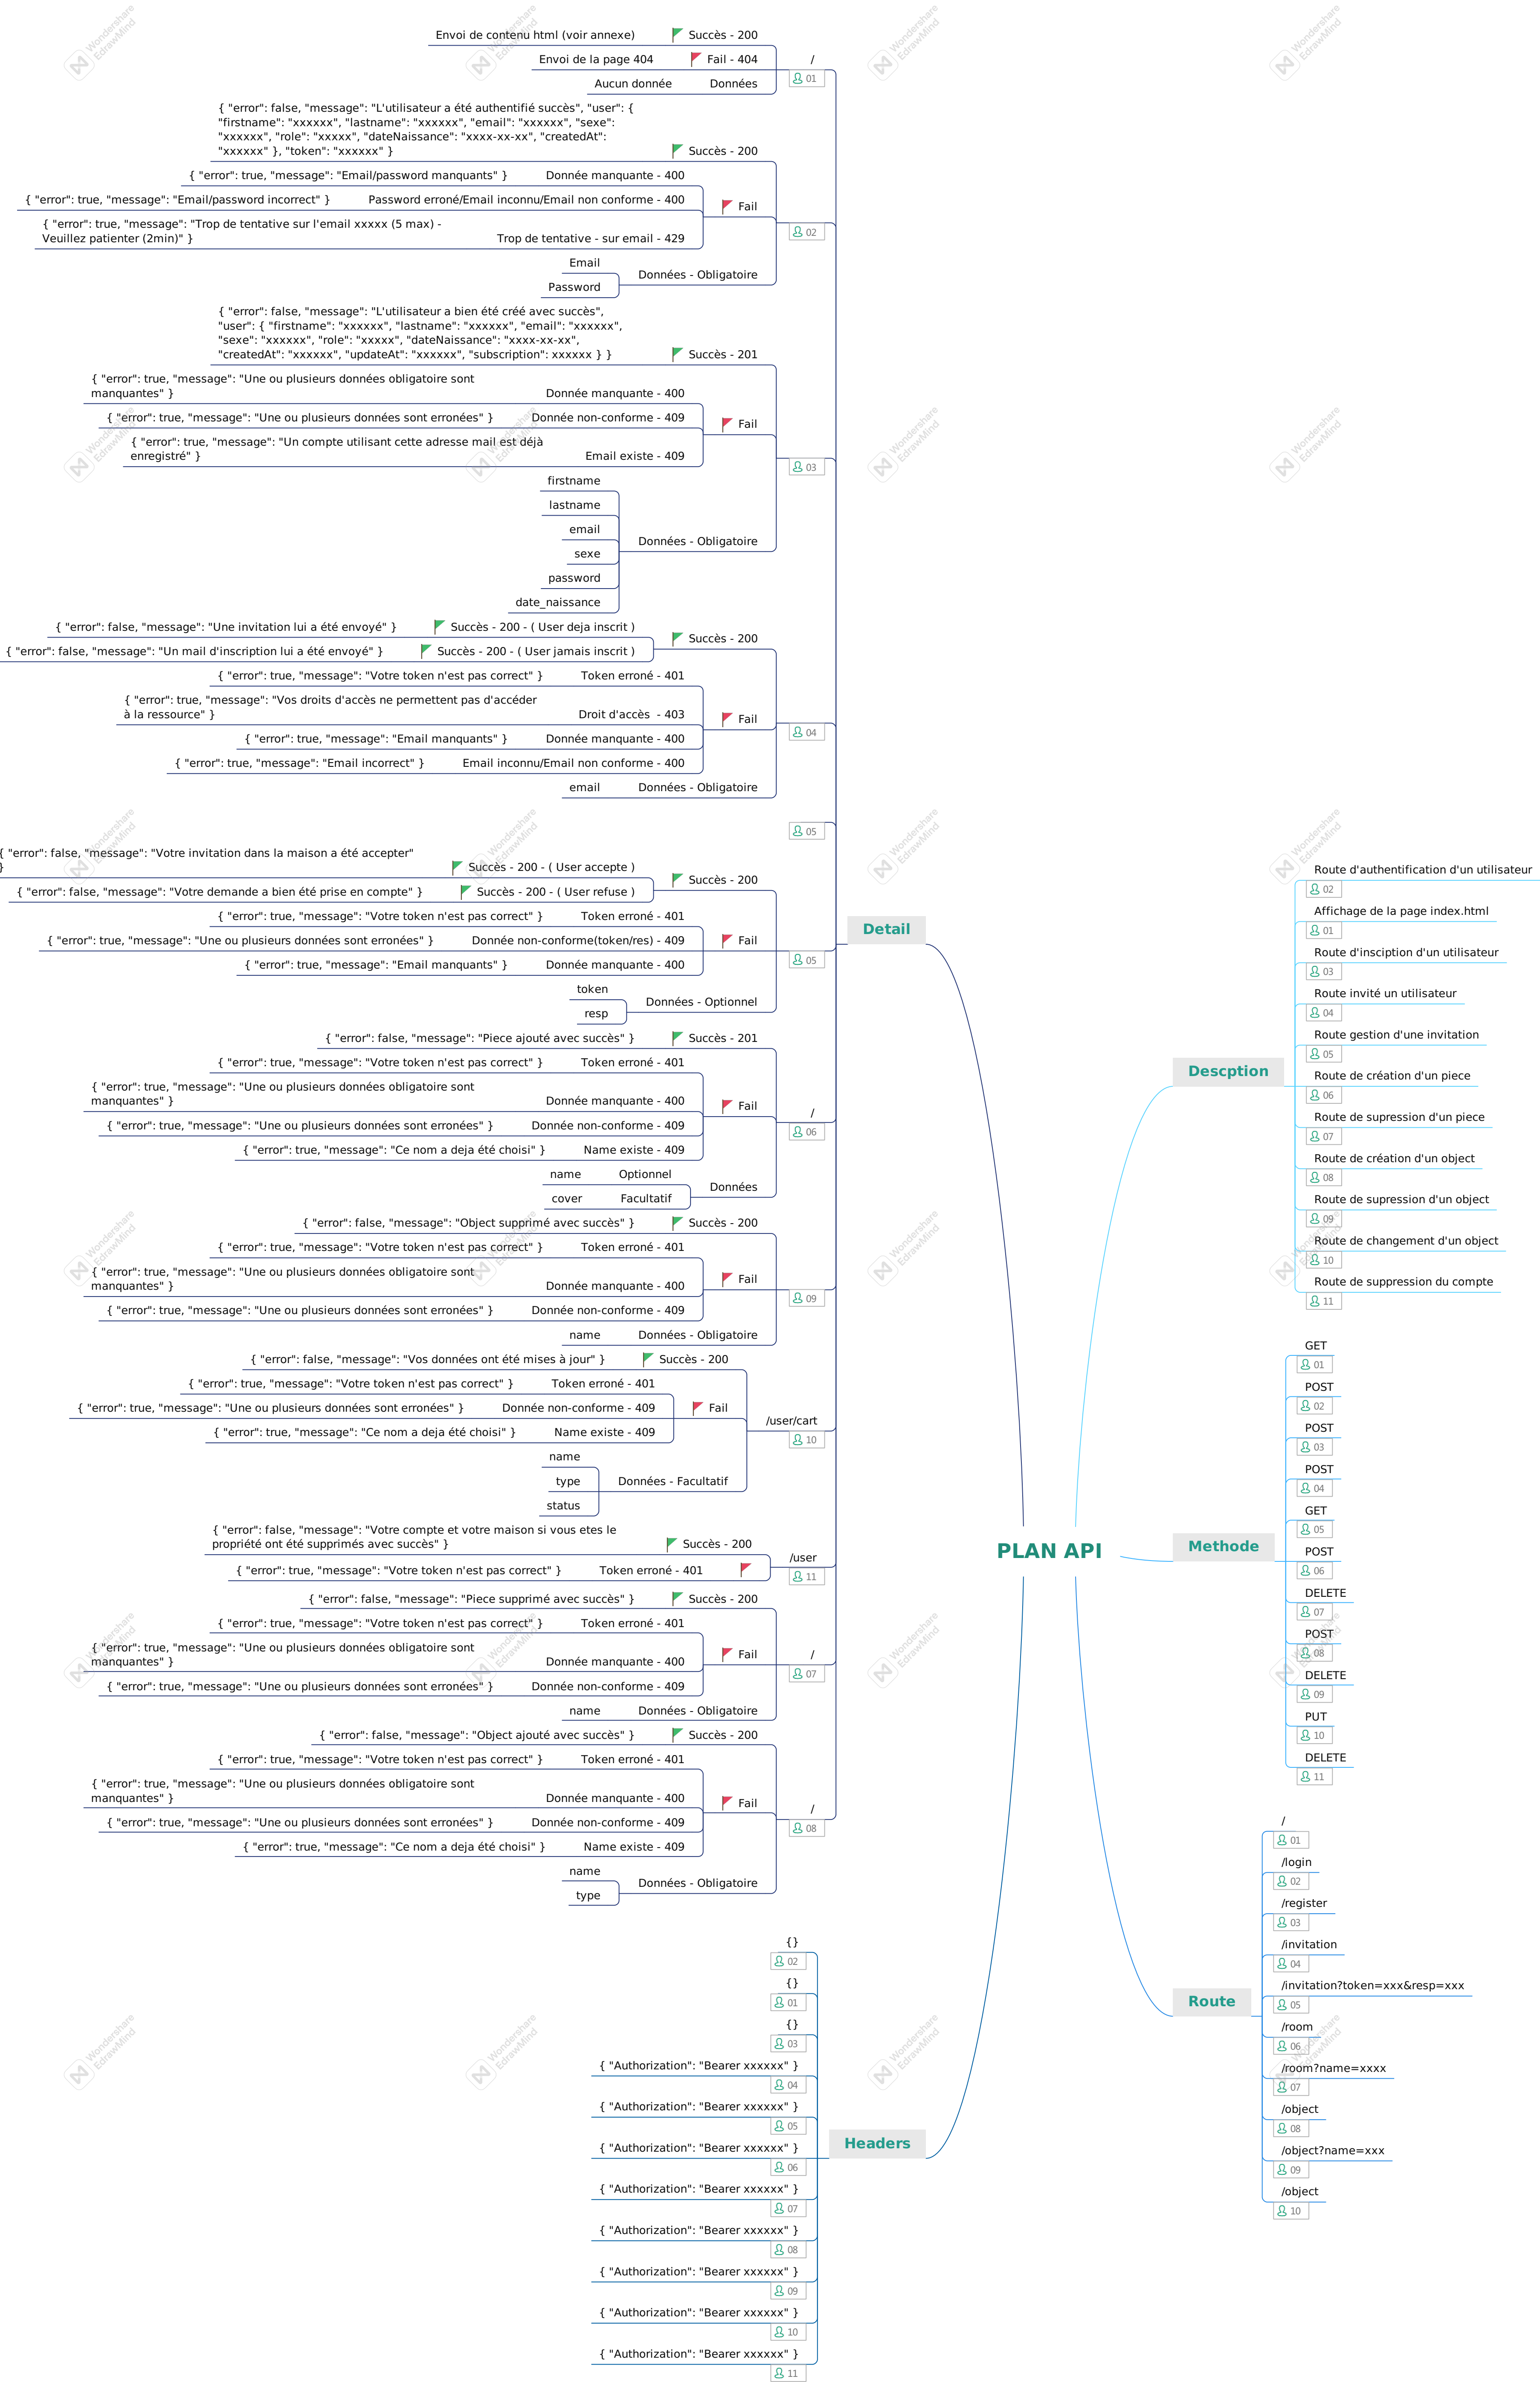 PLAN API
Detail
/
01
Succès - 200
Envoi de contenu html (voir annexe)
Fail - 404
Envoi de la page 404
Données
Aucun donnée
02
Succès - 200
{ "error": false, "message": "L'utilisateur a été authentifié succès", "user": {
"firstname": "xxxxxx", "lastname": "xxxxxx", "email": "xxxxxx", "sexe":
"xxxxxx", "role": "xxxxx", "dateNaissance": "xxxx-xx-xx", "createdAt":
"xxxxxx" }, "token": "xxxxxx" }
Fail
Donnée manquante - 400
{ "error": true, "message": "Email/password manquants" }
Password erroné/Email inconnu/Email non conforme - 400
{ "error": true, "message": "Email/password incorrect" }
Trop de tentative - sur email - 429
{ "error": true, "message": "Trop de tentative sur l'email xxxxx (5 max) -
Veuillez patienter (2min)" }
Données - Obligatoire
Email
Password
03
Succès - 201
{ "error": false, "message": "L'utilisateur a bien été créé avec succès",
"user": { "firstname": "xxxxxx", "lastname": "xxxxxx", "email": "xxxxxx",
"sexe": "xxxxxx", "role": "xxxxx", "dateNaissance": "xxxx-xx-xx",
"createdAt": "xxxxxx", "updateAt": "xxxxxx", "subscription": xxxxxx } }
Fail
Donnée manquante - 400
{ "error": true, "message": "Une ou plusieurs données obligatoire sont
manquantes" }
Donnée non-conforme - 409
{ "error": true, "message": "Une ou plusieurs données sont erronées" }
Email existe - 409
{ "error": true, "message": "Un compte utilisant cette adresse mail est déjà
enregistré" }
Données - Obligatoire
firstname
lastname
email
sexe
password
date_naissance
04
Succès - 200
Succès - 200 - ( User deja inscrit )
{ "error": false, "message": "Une invitation lui a été envoyé" }
Succès - 200 - ( User jamais inscrit )
{ "error": false, "message": "Un mail d'inscription lui a été envoyé" }
Fail
Token erroné - 401
{ "error": true, "message": "Votre token n'est pas correct" }
Droit d'accès  - 403
{ "error": true, "message": "Vos droits d'accès ne permettent pas d'accéder
à la ressource" }
Donnée manquante - 400
{ "error": true, "message": "Email manquants" }
Email inconnu/Email non conforme - 400
{ "error": true, "message": "Email incorrect" }
Données - Obligatoire
email
05
05
Succès - 200
Succès - 200 - ( User accepte )
{ "error": false, "message": "Votre invitation dans la maison a été accepter"
}
Succès - 200 - ( User refuse )
{ "error": false, "message": "Votre demande a bien été prise en compte" }
Fail
Token erroné - 401
{ "error": true, "message": "Votre token n'est pas correct" }
Donnée non-conforme(token/res) - 409
{ "error": true, "message": "Une ou plusieurs données sont erronées" }
Donnée manquante - 400
{ "error": true, "message": "Email manquants" }
Données - Optionnel
token
resp
/
06
Succès - 201
{ "error": false, "message": "Piece ajouté avec succès" }
Fail
Token erroné - 401
{ "error": true, "message": "Votre token n'est pas correct" }
Donnée manquante - 400
{ "error": true, "message": "Une ou plusieurs données obligatoire sont
manquantes" }
Donnée non-conforme - 409
{ "error": true, "message": "Une ou plusieurs données sont erronées" }
Name existe - 409
{ "error": true, "message": "Ce nom a deja été choisi" }
Données
Optionnel
name
Facultatif
cover
09
Succès - 200
{ "error": false, "message": "Object supprimé avec succès" }
Fail
Token erroné - 401
{ "error": true, "message": "Votre token n'est pas correct" }
Donnée manquante - 400
{ "error": true, "message": "Une ou plusieurs données obligatoire sont
manquantes" }
Donnée non-conforme - 409
{ "error": true, "message": "Une ou plusieurs données sont erronées" }
Données - Obligatoire
name
/user/cart
10
Succès - 200
{ "error": false, "message": "Vos données ont été mises à jour" }
Fail
Token erroné - 401
{ "error": true, "message": "Votre token n'est pas correct" }
Donnée non-conforme - 409
{ "error": true, "message": "Une ou plusieurs données sont erronées" }
Name existe - 409
{ "error": true, "message": "Ce nom a deja été choisi" }
Données - Facultatif
name
type
status
/user
11
Succès - 200
{ "error": false, "message": "Votre compte et votre maison si vous etes le
propriété ont été supprimés avec succès" }
Token erroné - 401
{ "error": true, "message": "Votre token n'est pas correct" }
/
07
Succès - 200
{ "error": false, "message": "Piece supprimé avec succès" }
Fail
Token erroné - 401
{ "error": true, "message": "Votre token n'est pas correct" }
Donnée manquante - 400
{ "error": true, "message": "Une ou plusieurs données obligatoire sont
manquantes" }
Donnée non-conforme - 409
{ "error": true, "message": "Une ou plusieurs données sont erronées" }
Données - Obligatoire
name
/
08
Succès - 200
{ "error": false, "message": "Object ajouté avec succès" }
Fail
Token erroné - 401
{ "error": true, "message": "Votre token n'est pas correct" }
Donnée manquante - 400
{ "error": true, "message": "Une ou plusieurs données obligatoire sont
manquantes" }
Donnée non-conforme - 409
{ "error": true, "message": "Une ou plusieurs données sont erronées" }
Name existe - 409
{ "error": true, "message": "Ce nom a deja été choisi" }
Données - Obligatoire
name
type
Headers
{}
02
{}
01
{}
03
{ "Authorization": "Bearer xxxxxx" }
04
{ "Authorization": "Bearer xxxxxx" }
05
{ "Authorization": "Bearer xxxxxx" }
06
{ "Authorization": "Bearer xxxxxx" }
07
{ "Authorization": "Bearer xxxxxx" }
08
{ "Authorization": "Bearer xxxxxx" }
09
{ "Authorization": "Bearer xxxxxx" }
10
{ "Authorization": "Bearer xxxxxx" }
11
Descption
Route d'authentification d'un utilisateur
02
Affichage de la page index.html
01
Route d'insciption d'un utilisateur
03
Route invité un utilisateur
04
Route gestion d'une invitation
05
Route de création d'un piece
06
Route de supression d'un piece
07
Route de création d'un object
08
Route de supression d'un object
09
Route de changement d'un object
10
Route de suppression du compte
11
Methode
GET
01
POST
02
POST
03
POST
04
GET
05
POST
06
DELETE
07
POST
08
DELETE
09
PUT
10
DELETE
11
Route
/
01
/login
02
/register
03
/invitation
04
/invitation?token=xxx&resp=xxx
05
/room
06
/room?name=xxxx
07
/object
08
/object?name=xxx
09
/object
10
Wondershare
EdrawMind